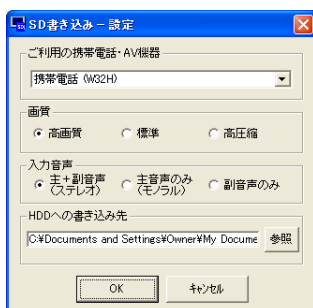 SD書き込み - 設定
ご利用の携帯電話・AV機器
携帯電話 (W32H)
画質
高画質 標準 高圧縮
入力音声
主+副音声 主音声のみ 副音声のみ
(ステレオ) (モノラル)
HDDへの書き込み先
C:¥Documents and Settings¥Owner¥My Docume 参照
OK キャンセル